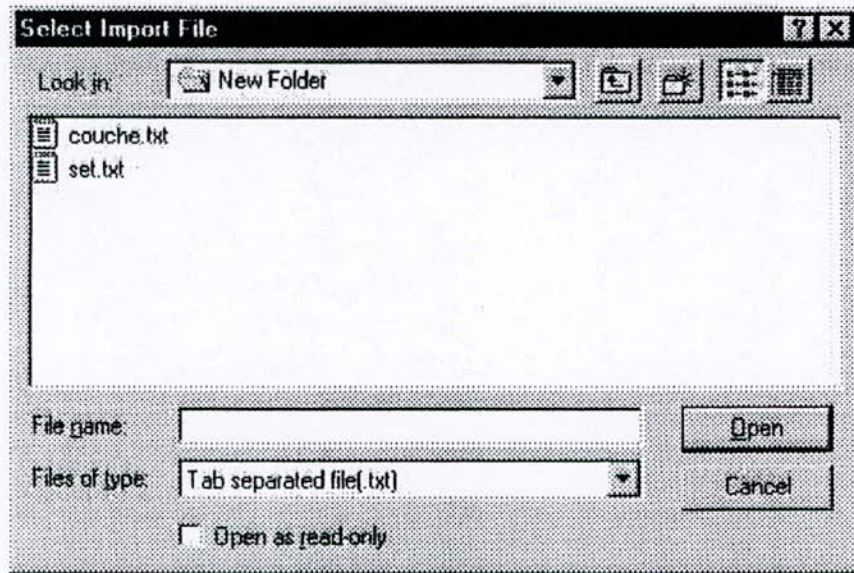 Select Import File
Look in: New Folder
couche.txt
set.txt
File name: Open
Files of type: Tab separated file(.txt) Cancel
Open as read-only